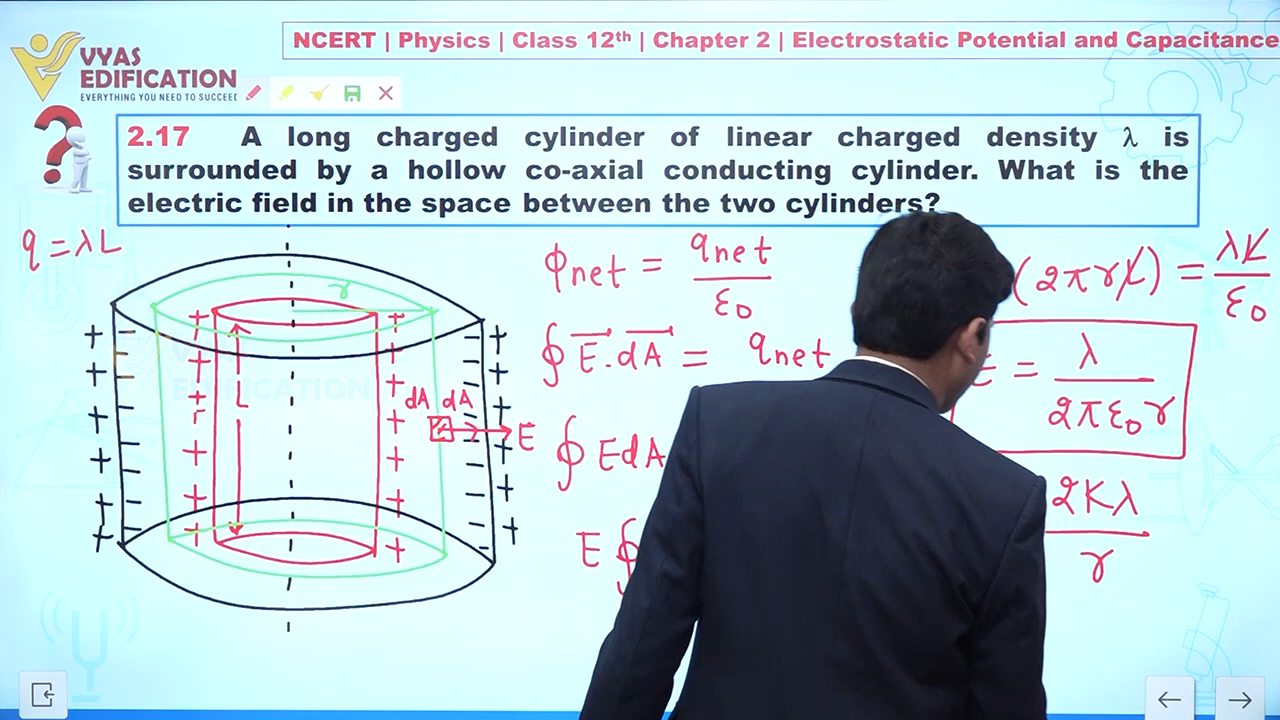 VYAS
EDIFICATION
EVERYTHING YOU NEED TO SUCCEED
NCERT | Physics | Class 12th | Chapter 2 | Electrostatic Potential and Capacitance
2.17 A long charged cylinder of linear charged density λ is
surrounded by a hollow co-axial conducting cylinder. What is the
electric field in the space between the two cylinders?
q = λL
r
L
dA dA
E
ϕnet = qnet / ε0
∮ E⃗.dA⃗ = qnet
∮ EdA
E ∮
(2πrL) = λL / ε0
E = λ / 2πε0r
2Kλ / r